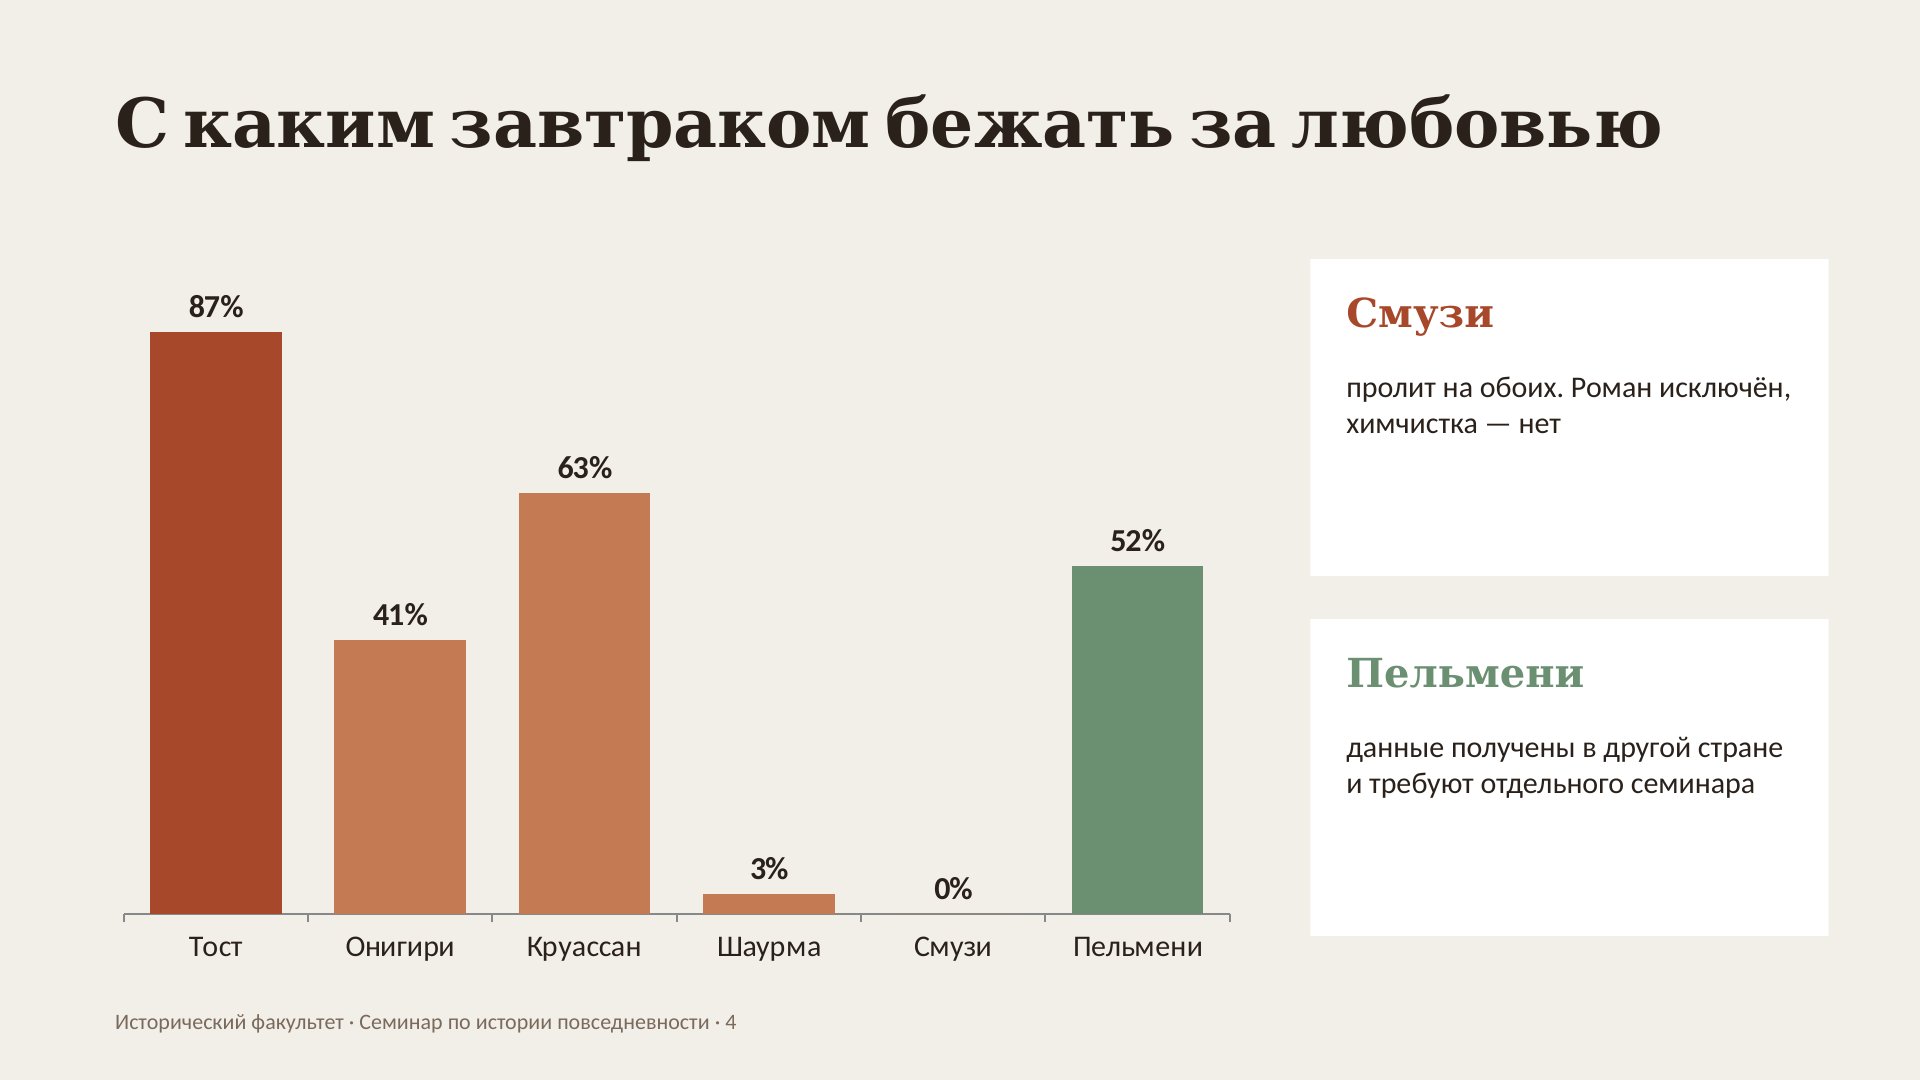 С каким завтраком бежать за любовью
87%
41%
63%
3%
0%
52%
Тост
Онигири
Круассан
Шаурма
Смузи
Пельмени
Смузи
пролит на обоих. Роман исключён,
химчистка — нет
Пельмени
данные получены в другой стране
и требуют отдельного семинара
Исторический факультет · Семинар по истории повседневности · 4